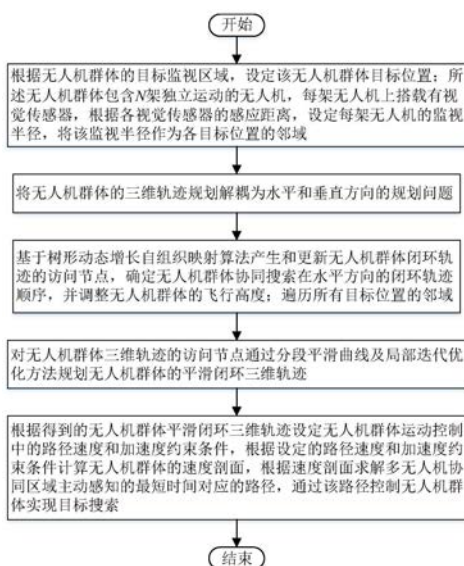 开始
根据无人机群体的目标监视区域，设定该无人机群体目标位置；所
述无人机群体包含N架独立运动的无人机，每架无人机上搭载有视
觉传感器，根据各视觉传感器的感应距离，设定每架无人机的监视
半径，将该监视半径作为各目标位置的邻域
将无人机群体的三维轨迹规划解耦为水平和垂直方向的规划问题
基于树形动态增长自组织映射算法产生和更新无人机群体闭环轨
迹的访问节点，确定无人机群体协同搜索在水平方向的闭环轨迹
顺序，并调整无人机群体的飞行高度；遍历所有目标位置的邻域
对无人机群体三维轨迹的访问节点通过分段平滑曲线及局部迭代优
化方法规划无人机群体的平滑闭环三维轨迹
根据得到的无人机群体平滑闭环三维轨迹设定无人机群体运动控制
中的路径速度和加速度约束条件，根据设定的路径速度和加速度约
束条件计算无人机群体的速度剖面，根据速度剖面求解多无人机协
同区域主动感知的最短时间对应的路径，通过该路径控制无人机群
体实现目标搜索
结束